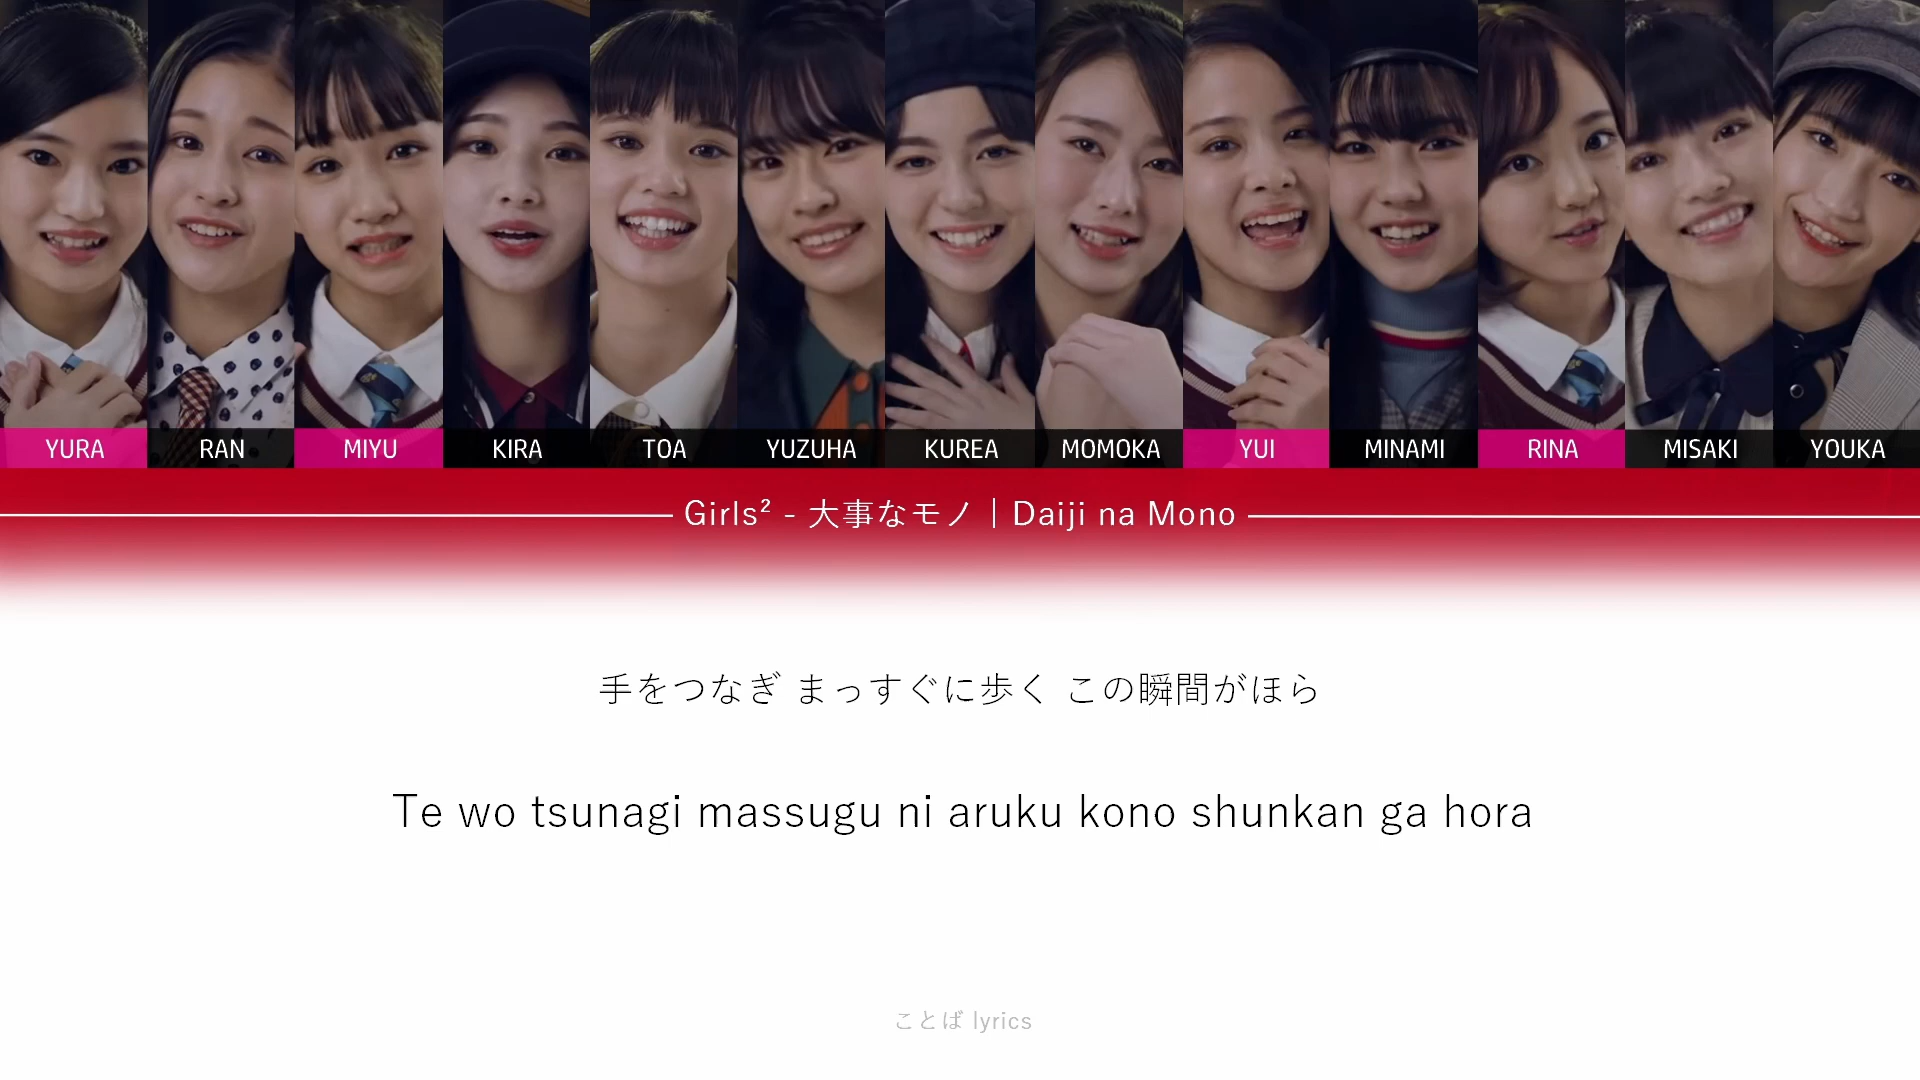 YURA RAN MIYU KIRA TOA YUZUHA KUREA MOMOKA YUI MINAMI RINA MISAKI YOUKA
Girls² - 大事なモノ｜Daiji na Mono
手をつなぎ まっすぐに歩く この瞬間がほら
Te wo tsunagi massugu ni aruku kono shunkan ga hora
ことば lyrics